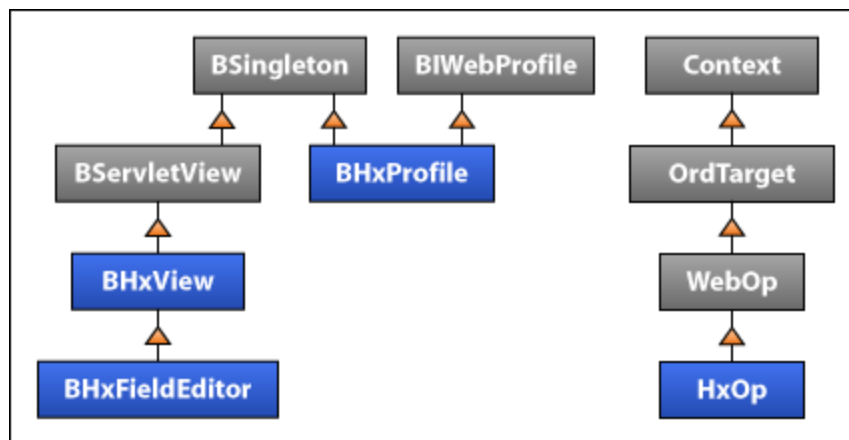 BSingleton
BIWebProfile
Context
BServletView
BHxProfile
OrdTarget
BHxView
WebOp
BHxFieldEditor
HxOp